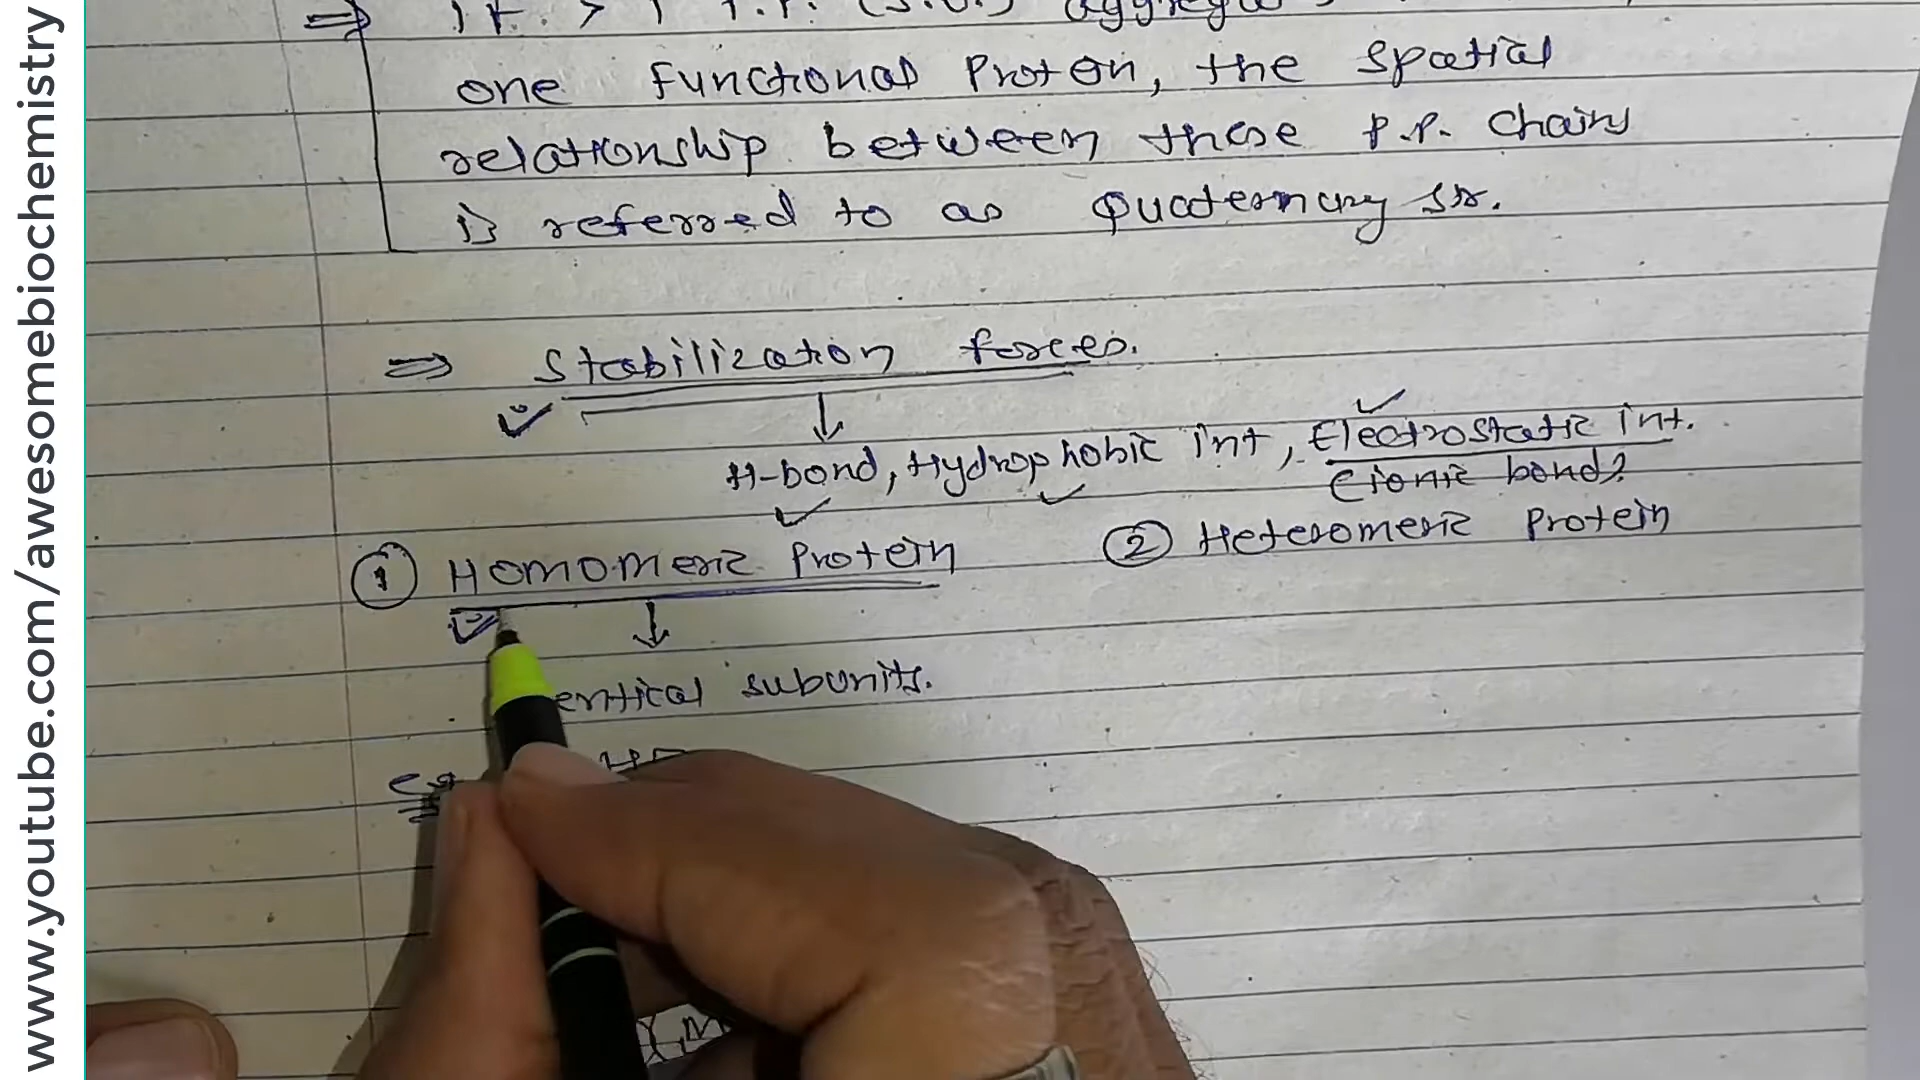 ⇒ one functional Protein, the spatial
relationship between these P.P. chains
is referred to as Quaternary Str.
⇒ Stabilization forces.
↓
H-bond, Hydrophobic int, Electrostatic int.
(ionic bond)
① Homomeric Protein
② Heteromeric Protein
↓
entical subunits.
eg
www.youtube.com/awesomebiochemistry